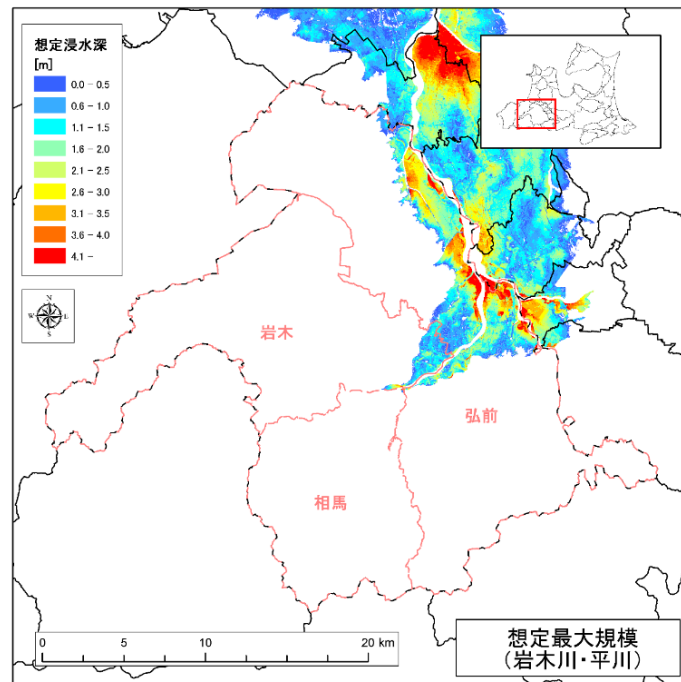 想定浸水深
[m]
0.0 - 0.5
0.6 - 1.0
1.1 - 1.5
1.6 - 2.0
2.1 - 2.5
2.6 - 3.0
3.1 - 3.5
3.6 - 4.0
4.1 -
N
W L
S
岩木
弘前
相馬
0 5 10 20 km
想定最大規模
(岩木川・平川)